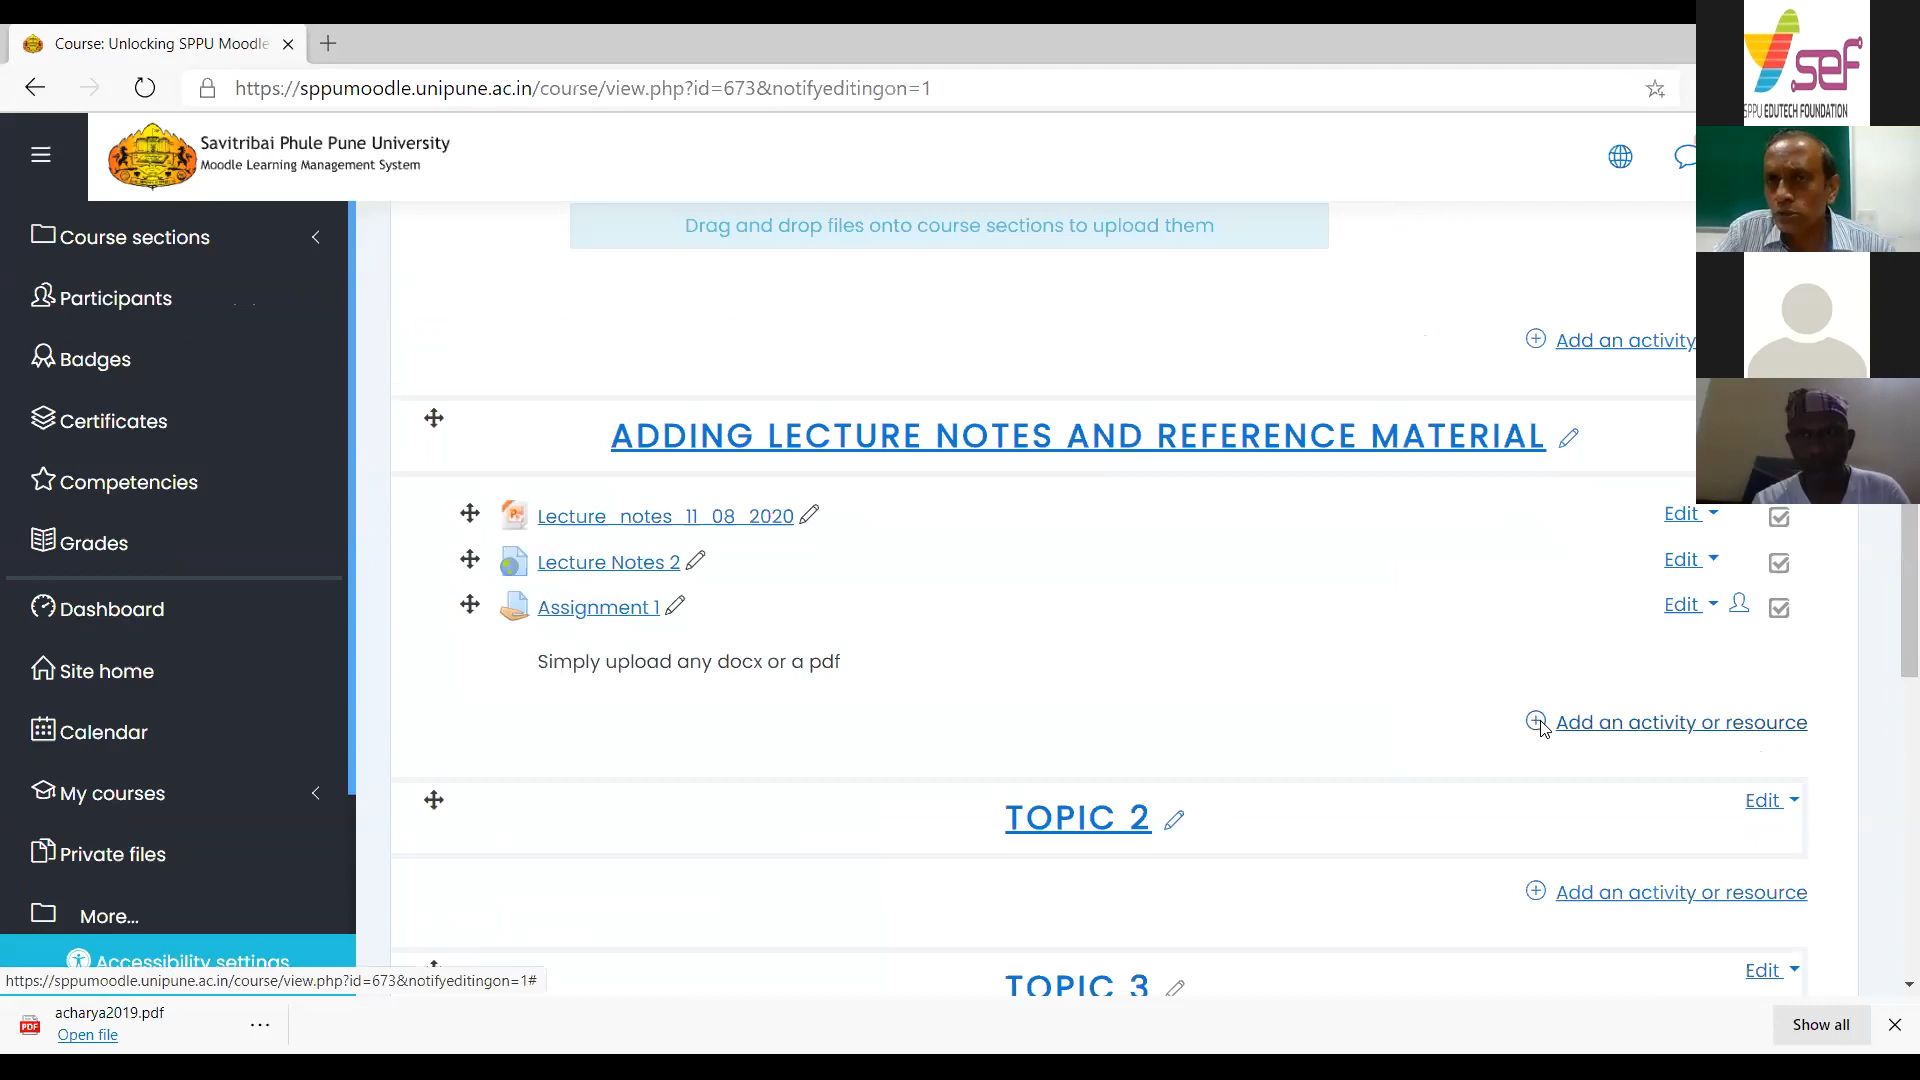 Course: Unlocking SPPU Moodle
https://sppumoodle.unipune.ac.in/course/view.php?id=673&notifyeditingon=1
sef
SPPU EDUTECH FOUNDATION
Savitribai Phule Pune University
Moodle Learning Management System
Course sections
Participants
Badges
Certificates
Competencies
Grades
Dashboard
Site home
Calendar
My courses
Private files
More...
Accessibility settings
Drag and drop files onto course sections to upload them
Add an activity
ADDING LECTURE NOTES AND REFERENCE MATERIAL
Lecture_notes_11_08_2020
Edit
Lecture Notes 2
Edit
Assignment 1
Edit
Simply upload any docx or a pdf
Add an activity or resource
TOPIC 2
Edit
Add an activity or resource
TOPIC 3
Edit
https://sppumoodle.unipune.ac.in/course/view.php?id=673&notifyeditingon=1#
PDF
acharya2019.pdf
Open file
Show all